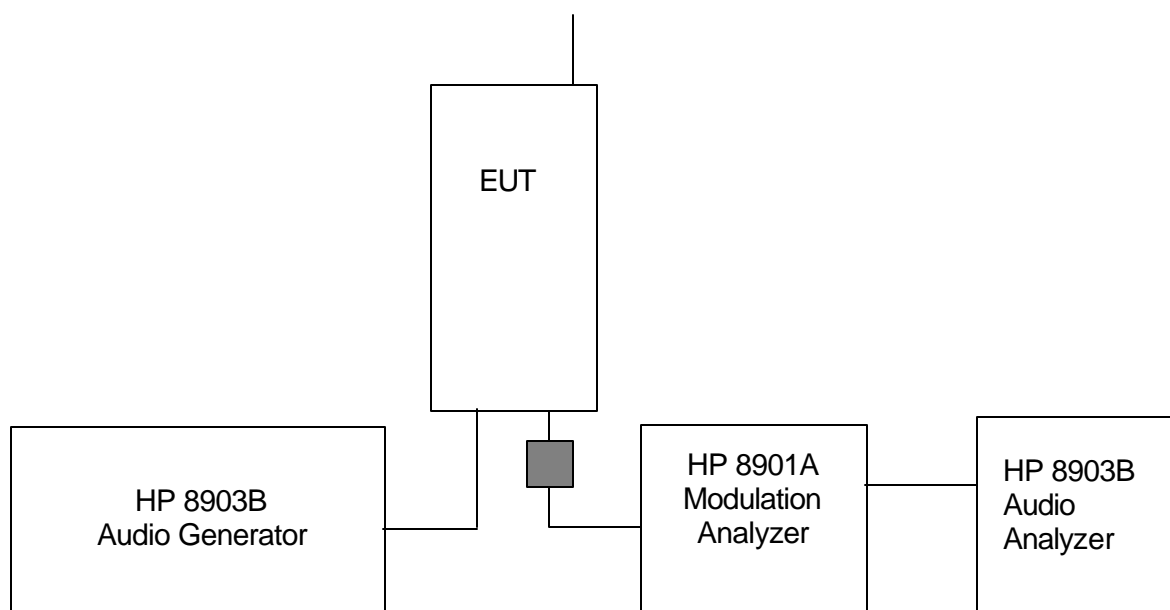 EUT
HP 8903B
Audio Generator
HP 8901A
Modulation
Analyzer
HP 8903B
Audio
Analyzer